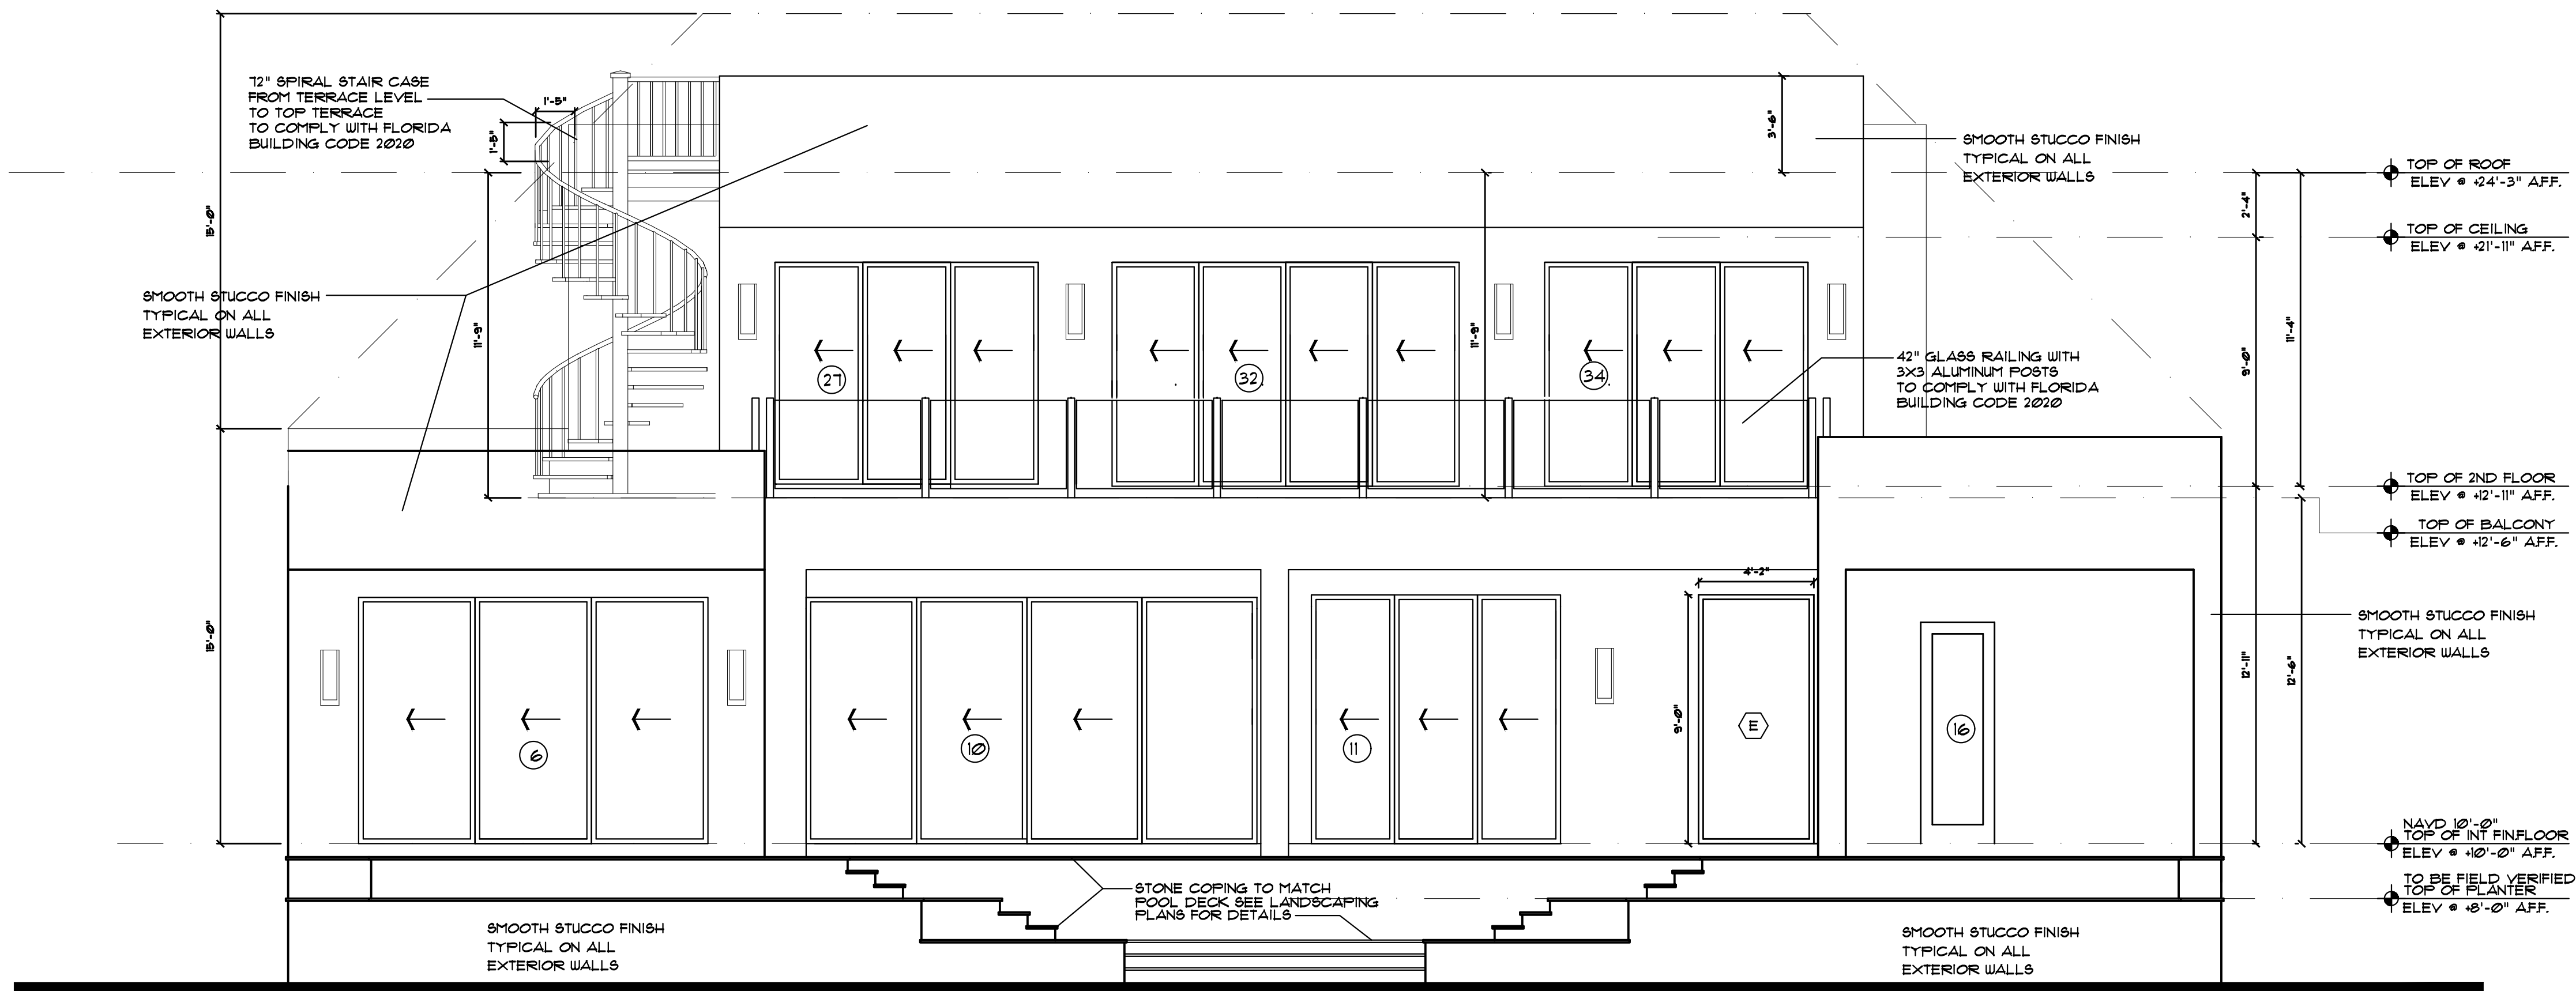 72" SPIRAL STAIR CASE
FROM TERRACE LEVEL
TO TOP TERRACE
TO COMPLY WITH FLORIDA
BUILDING CODE 2020
1'-5"
1'-5"
3'-6"
SMOOTH STUCCO FINISH
TYPICAL ON ALL
EXTERIOR WALLS
TOP OF ROOF
ELEV @ +24'-3" A.F.F.
2'-4"
15'-0"
TOP OF CEILING
ELEV @ +21'-11" A.F.F.
SMOOTH STUCCO FINISH
TYPICAL ON ALL
EXTERIOR WALLS
11'-9"
11'-9"
11'-4"
9'-0"
27
32
34
42" GLASS RAILING WITH
3X3 ALUMINUM POSTS
TO COMPLY WITH FLORIDA
BUILDING CODE 2020
TOP OF 2ND FLOOR
ELEV @ +12'-11" A.F.F.
TOP OF BALCONY
ELEV @ +12'-6" A.F.F.
4'-2"
15'-0"
SMOOTH STUCCO FINISH
TYPICAL ON ALL
EXTERIOR WALLS
12'-11"
12'-6"
9'-0"
6
10
11
E
16
NAVD 10'-0"
TOP OF INT FIN.FLOOR
ELEV @ +10'-0" A.F.F.
TO BE FIELD VERIFIED
TOP OF PLANTER
ELEV @ +8'-0" A.F.F.
STONE COPING TO MATCH
POOL DECK SEE LANDSCAPING
PLANS FOR DETAILS
SMOOTH STUCCO FINISH
TYPICAL ON ALL
EXTERIOR WALLS
SMOOTH STUCCO FINISH
TYPICAL ON ALL
EXTERIOR WALLS